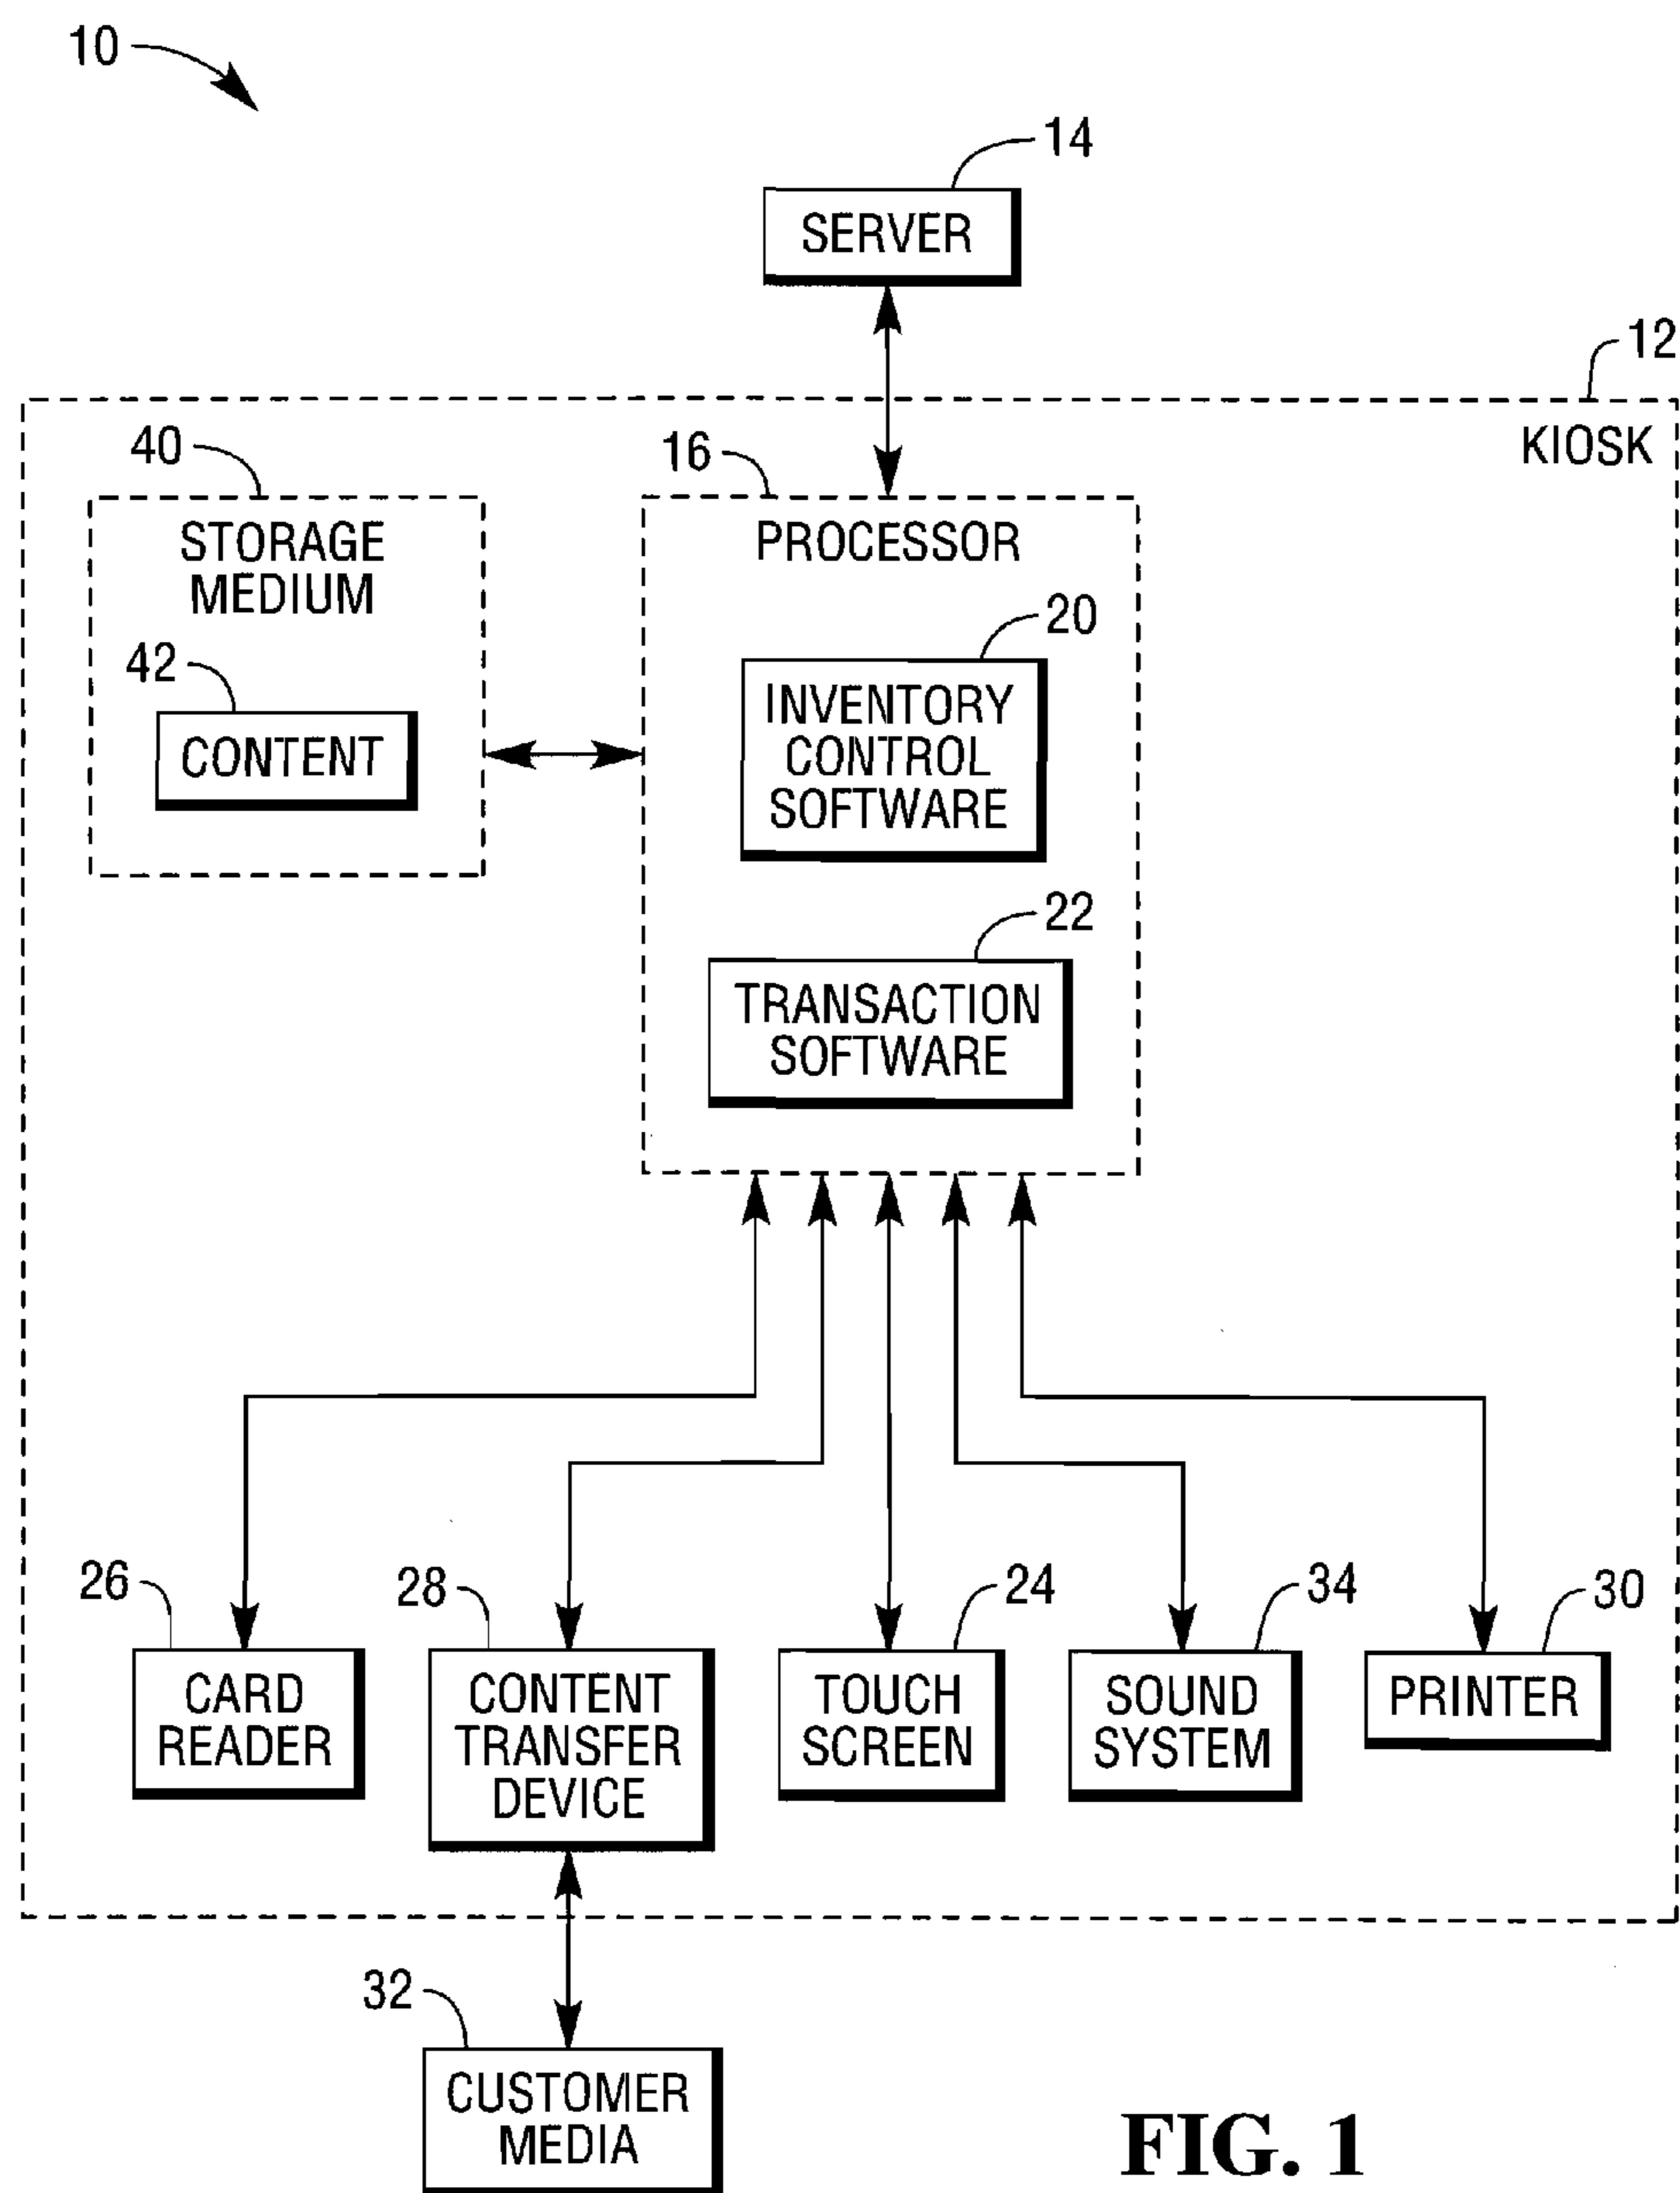 10
14
SERVER
12
KIOSK
40
16
STORAGE
MEDIUM
PROCESSOR
42
20
CONTENT
INVENTORY
CONTROL
SOFTWARE
22
TRANSACTION
SOFTWARE
26
28
24
34
30
CARD
READER
CONTENT
TRANSFER
DEVICE
TOUCH
SCREEN
SOUND
SYSTEM
PRINTER
32
CUSTOMER
MEDIA
FIG. 1